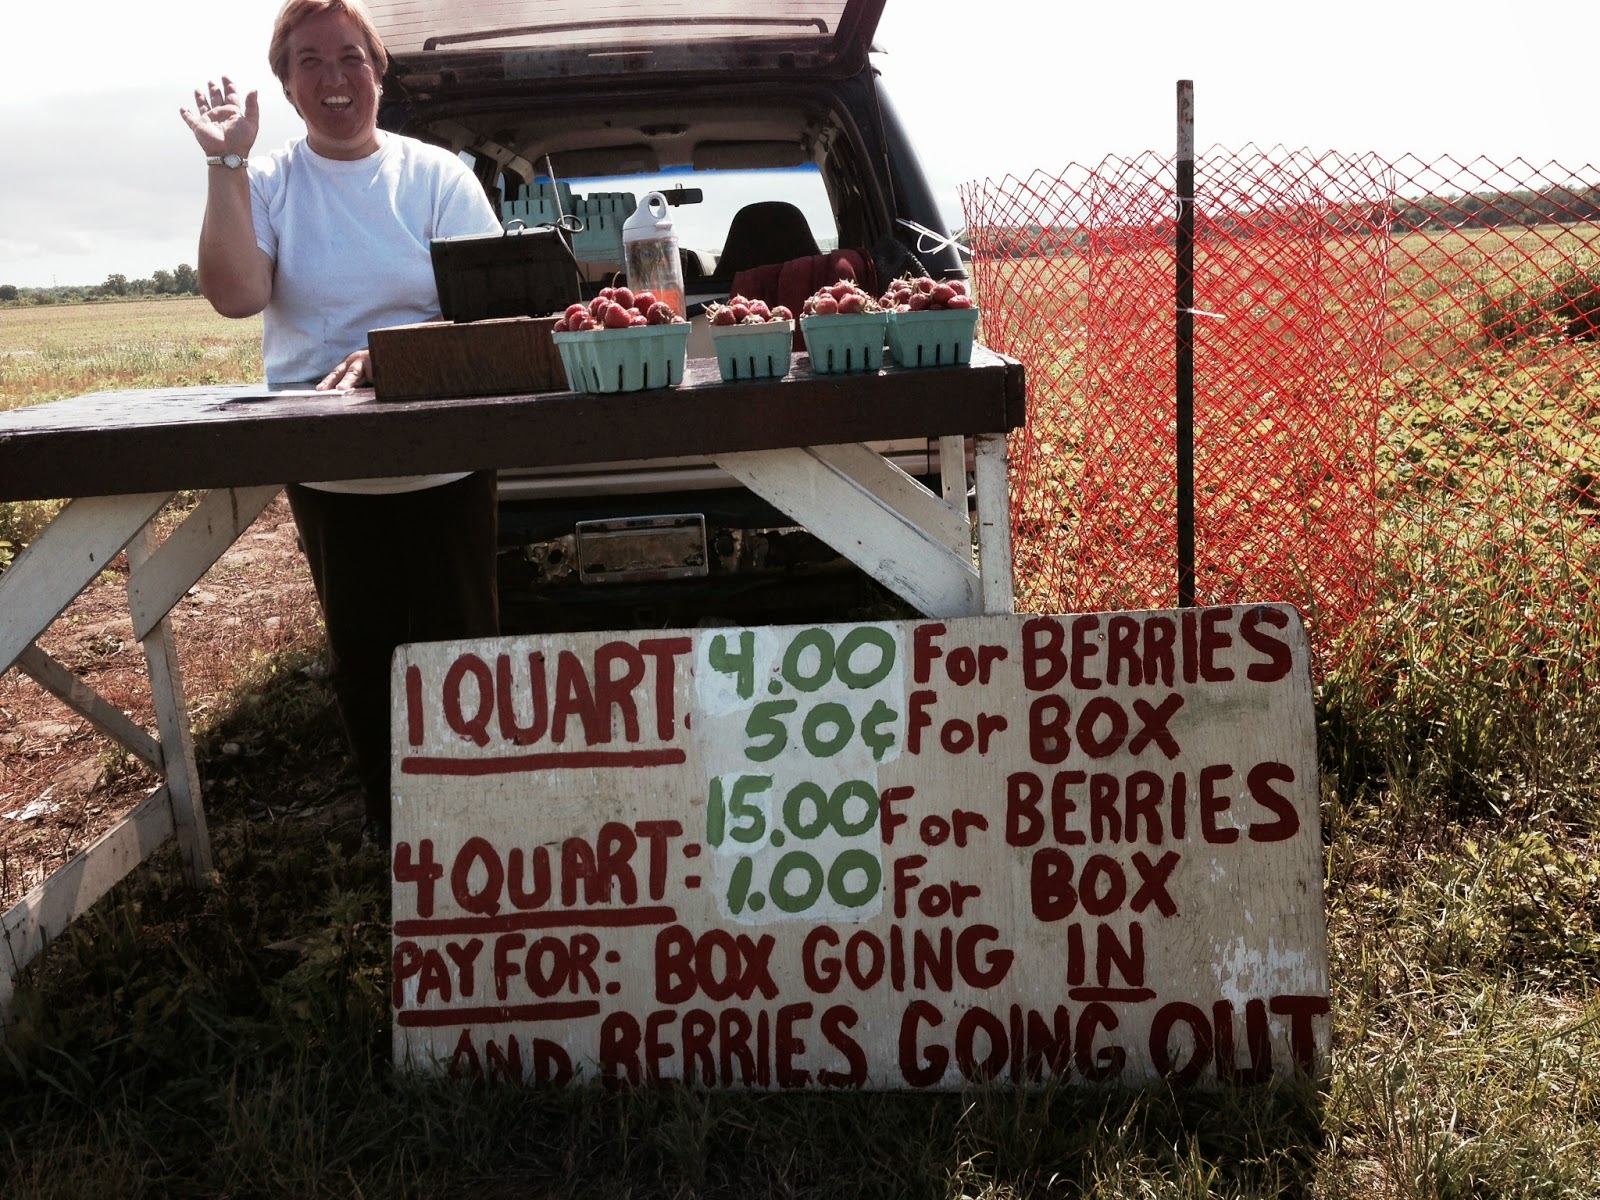 1 QUART: 4.00 For BERRIES
50¢ For BOX
15.00 For BERRIES
4 QUART: 1.00 For BOX
PAY FOR: BOX GOING IN
AND BERRIES GOING OUT